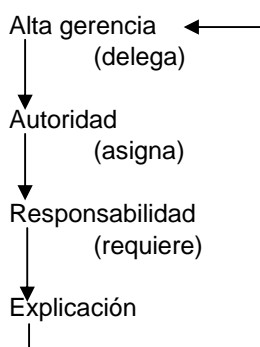 Alta gerencia
(delega)
Autoridad
(asigna)
Responsabilidad
(requiere)
Explicación